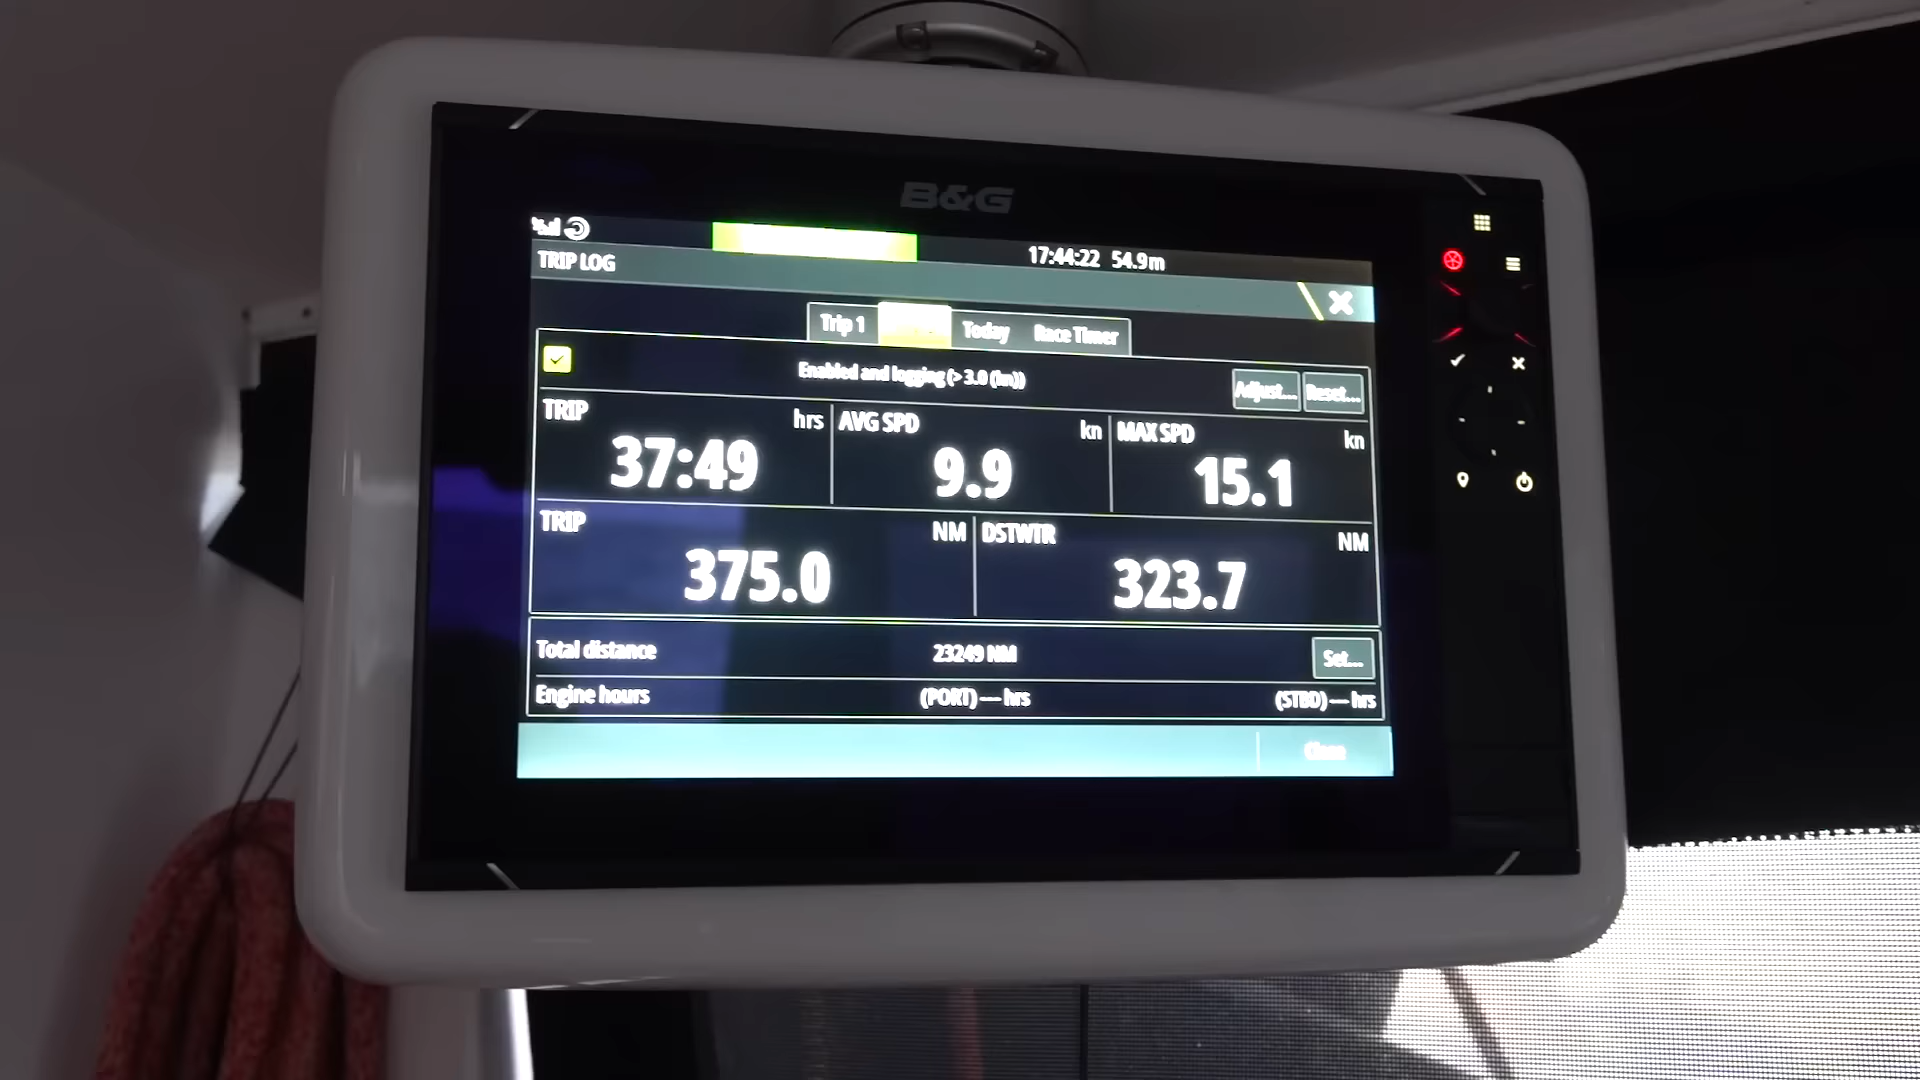 B&G
17:44:22 54.9m
TRIP LOG
Trip 1 Today Race Timer
Enabled and logging (> 3.0 (kn))
Adjust... Reset...
TRIP hrs AVG SPD kn MAX SPD kn
37:49 9.9 15.1
TRIP NM DSTWTR NM
375.0 323.7
Total distance 23249 NM Set...
Engine hours (PORT) --- hrs (STBD) --- hrs
Close